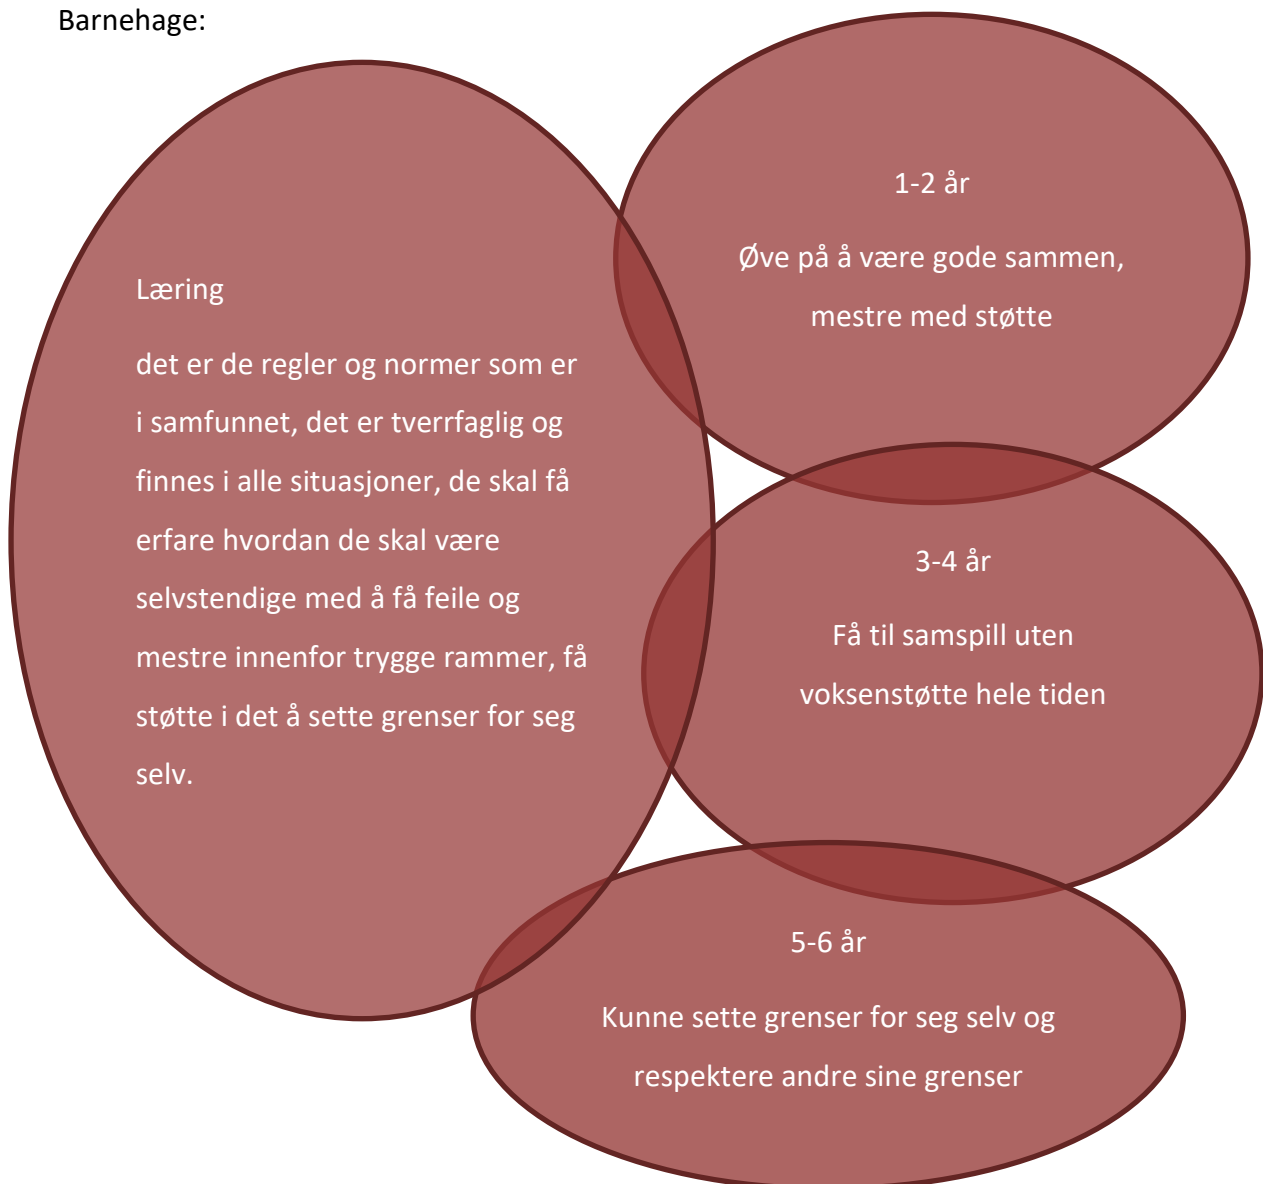 Barnehage:
Læring
det er de regler og normer som er
i samfunnet, det er tverrfaglig og
finnes i alle situasjoner, de skal få
erfare hvordan de skal være
selvstendige med å få feile og
mestre innenfor trygge rammer, få
støtte i det å sette grenser for seg
selv.
1-2 år
Øve på å være gode sammen,
mestre med støtte
3-4 år
Få til samspill uten
voksenstøtte hele tiden
5-6 år
Kunne sette grenser for seg selv og
respektere andre sine grenser